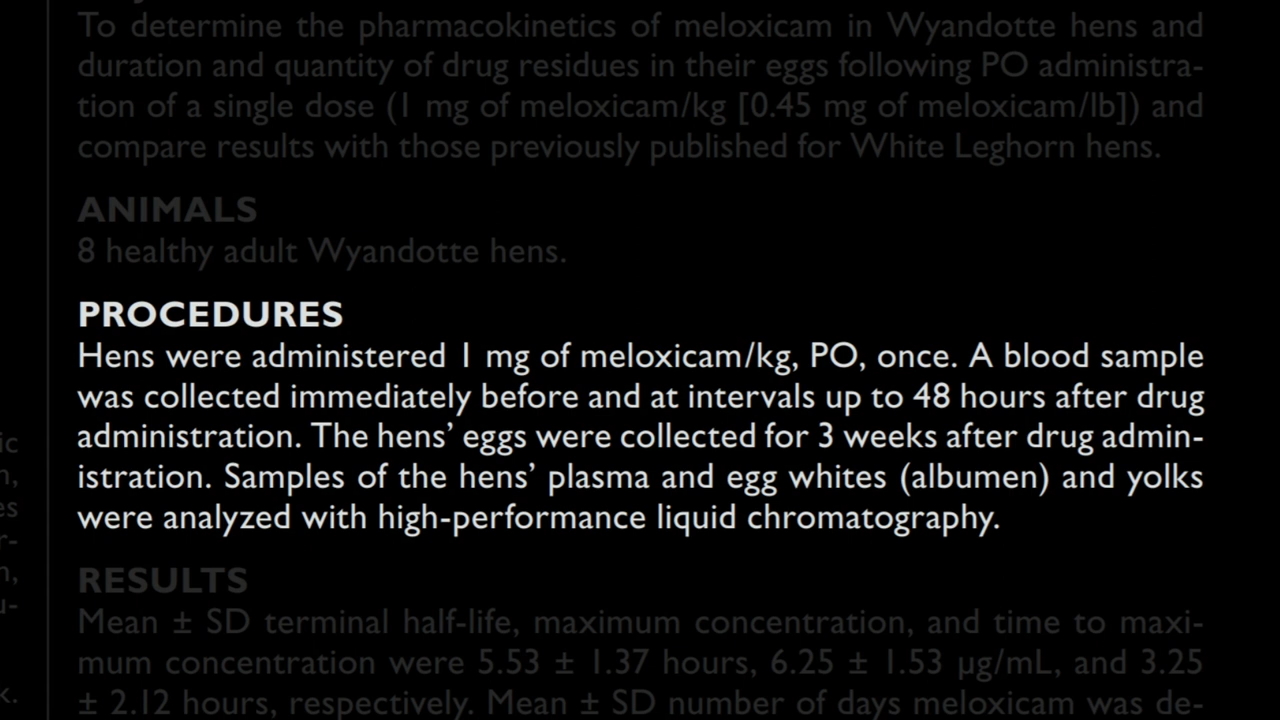 To determine the pharmacokinetics of meloxicam in Wyandotte hens and
duration and quantity of drug residues in their eggs following PO administra-
tion of a single dose (1 mg of meloxicam/kg [0.45 mg of meloxicam/lb]) and
compare results with those previously published for White Leghorn hens.
ANIMALS
8 healthy adult Wyandotte hens.
PROCEDURES
Hens were administered 1 mg of meloxicam/kg, PO, once. A blood sample
was collected immediately before and at intervals up to 48 hours after drug
administration. The hens’ eggs were collected for 3 weeks after drug admin-
istration. Samples of the hens’ plasma and egg whites (albumen) and yolks
were analyzed with high-performance liquid chromatography.
RESULTS
Mean ± SD terminal half-life, maximum concentration, and time to maxi-
mum concentration were 5.53 ± 1.37 hours, 6.25 ± 1.53 µg/mL, and 3.25
± 2.12 hours, respectively. Mean ± SD number of days meloxicam was de-